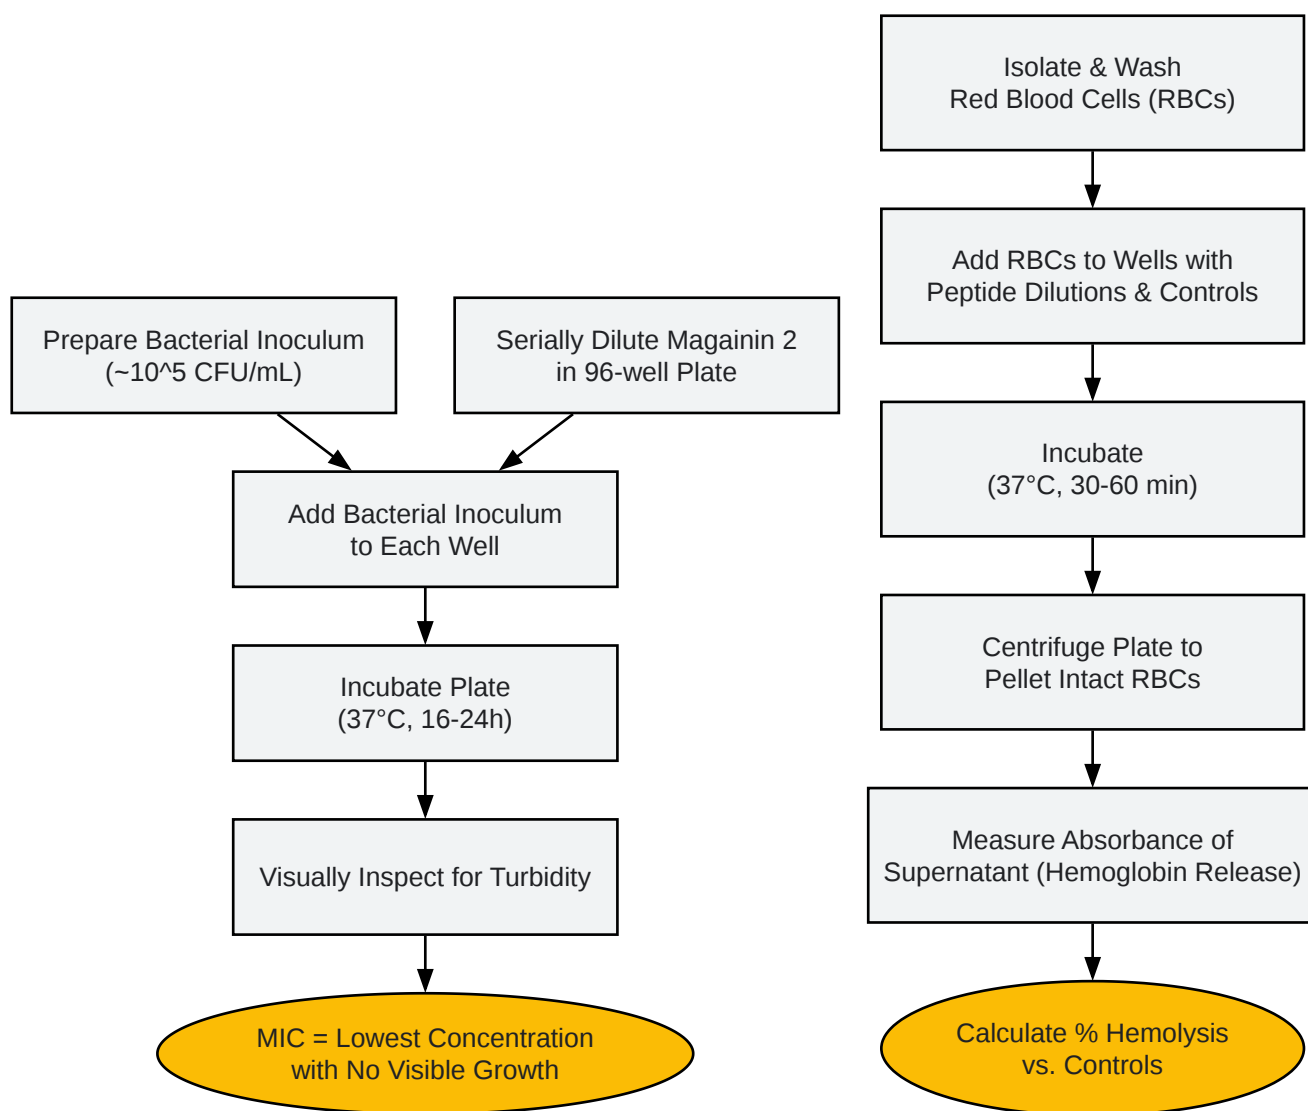 Prepare Bacterial Inoculum
(~10^5 CFU/mL)
Serially Dilute Magainin 2
in 96-well Plate
Add Bacterial Inoculum
to Each Well
Incubate Plate
(37°C, 16-24h)
Visually Inspect for Turbidity
MIC = Lowest Concentration
with No Visible Growth
Isolate & Wash
Red Blood Cells (RBCs)
Add RBCs to Wells with
Peptide Dilutions & Controls
Incubate
(37°C, 30-60 min)
Centrifuge Plate to
Pellet Intact RBCs
Measure Absorbance of
Supernatant (Hemoglobin Release)
Calculate % Hemolysis
vs. Controls